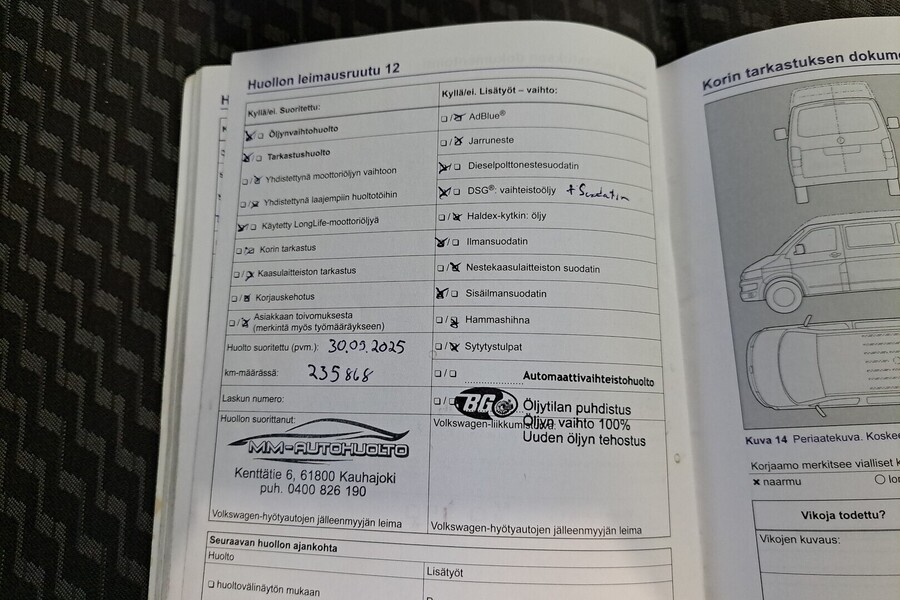 Huollon leimausruutu 12
Kyllä/ei. Suoritettu:
Öljynvaihtohuolto
Tarkastushuolto
Yhdistettynä moottoriöljyn vaihtoon
Yhdistettynä laajempiin huoltotöihin
Käytetty LongLife-moottoriöljyä
Korin tarkastus
Kaasulaitteiston tarkastus
Korjauskehotus
Asiakkaan toivomuksesta
(merkintä myös työmääräykseen)
Huolto suoritettu (pvm.): 30.09.2025
km-määrässä: 235868
Laskun numero:
Huollon suorittanut:
MM-AUTOHUOLTO
Kenttätie 6, 61800 Kauhajoki
puh. 0400 826 190
Volkswagen-hyötyautojen jälleenmyyjän leima
Kyllä/ei. Lisätyöt – vaihto:
AdBlue®
Jarruneste
Dieselpolttonestesuodatin
DSG®: vaihteistoöljy + Suodatin
Haldex-kytkin: öljy
Ilmansuodatin
Nestekaasulaitteiston suodatin
Sisäilmansuodatin
Hammashihna
Sytytystulpat
Automaattivaihteistohuolto
BG
Öljytilan puhdistus
Öljyn vaihto 100%
Uuden öljyn tehostus
Volkswagen-hyötyautojen jälleenmyyjän leima
Seuraavan huollon ajankohta
Huolto
Lisätyöt
huoltovälinäytön mukaan
Korin tarkastuksen
Kuva 14 Periaatekuva.
Korjaamo merkitsee vialliset
× naarmu
Vikoja todettu?
Vikojen kuvaus: